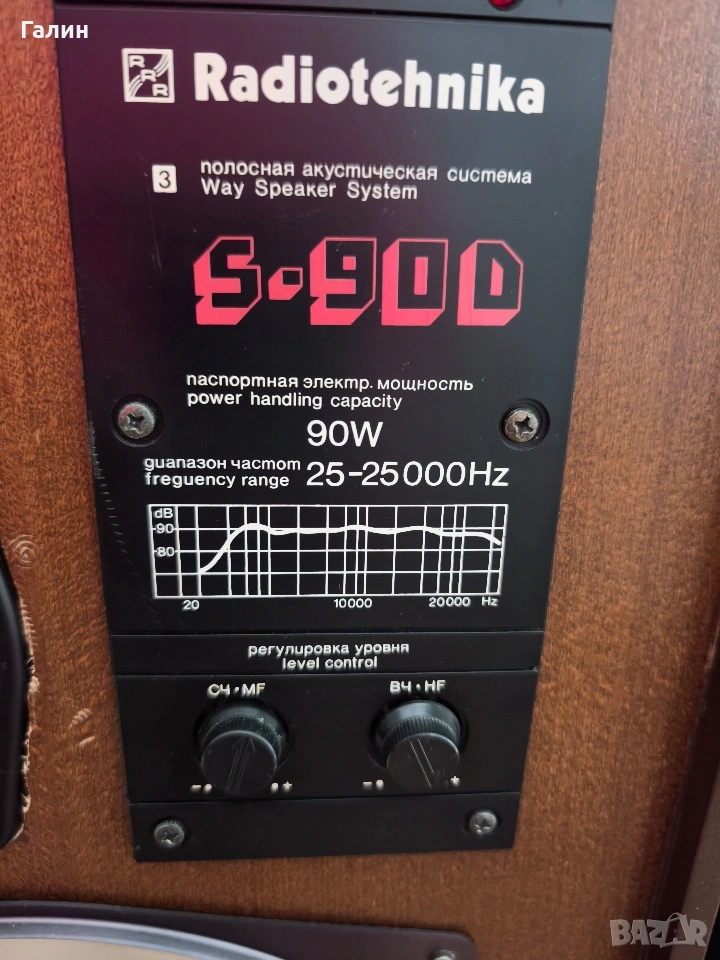 Галин
RRR Radiotehnika
3 полосная акустическая система
Way Speaker System
S-90D
паспортная электр. мощность
power handling capacity
90W
диапазон частот
freguency range 25-25000Hz
dB
90
80
20 10000 20000 Hz
регулировка уровня
level control
СЧ·MF ВЧ·HF
- + - +
BAZAR